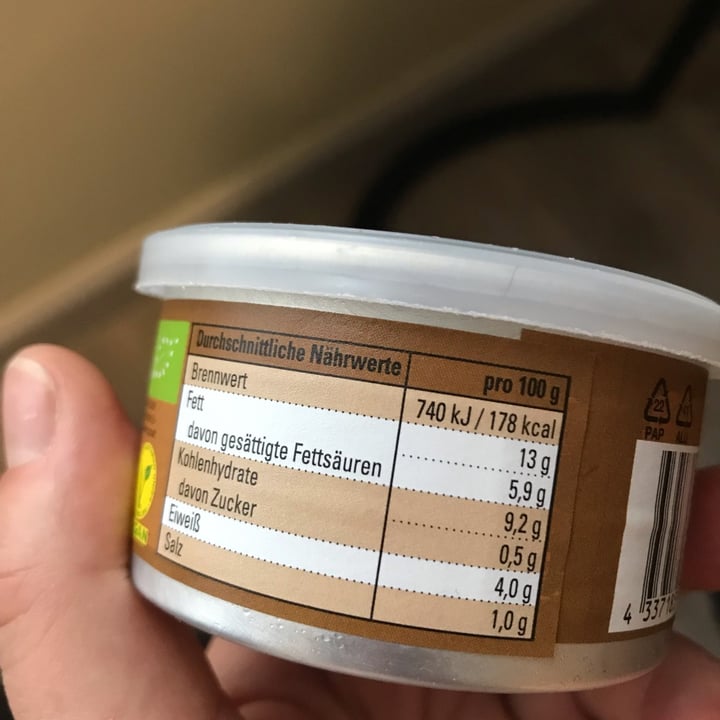 Durchschnittliche Nährwerte pro 100 g
Brennwert 740 kJ / 178 kcal
Fett 13 g
davon gesättigte Fettsäuren 5,9 g
Kohlenhydrate 9,2 g
davon Zucker 0,5 g
Eiweiß 4,0 g
Salz 1,0 g
22
PAP
4 337